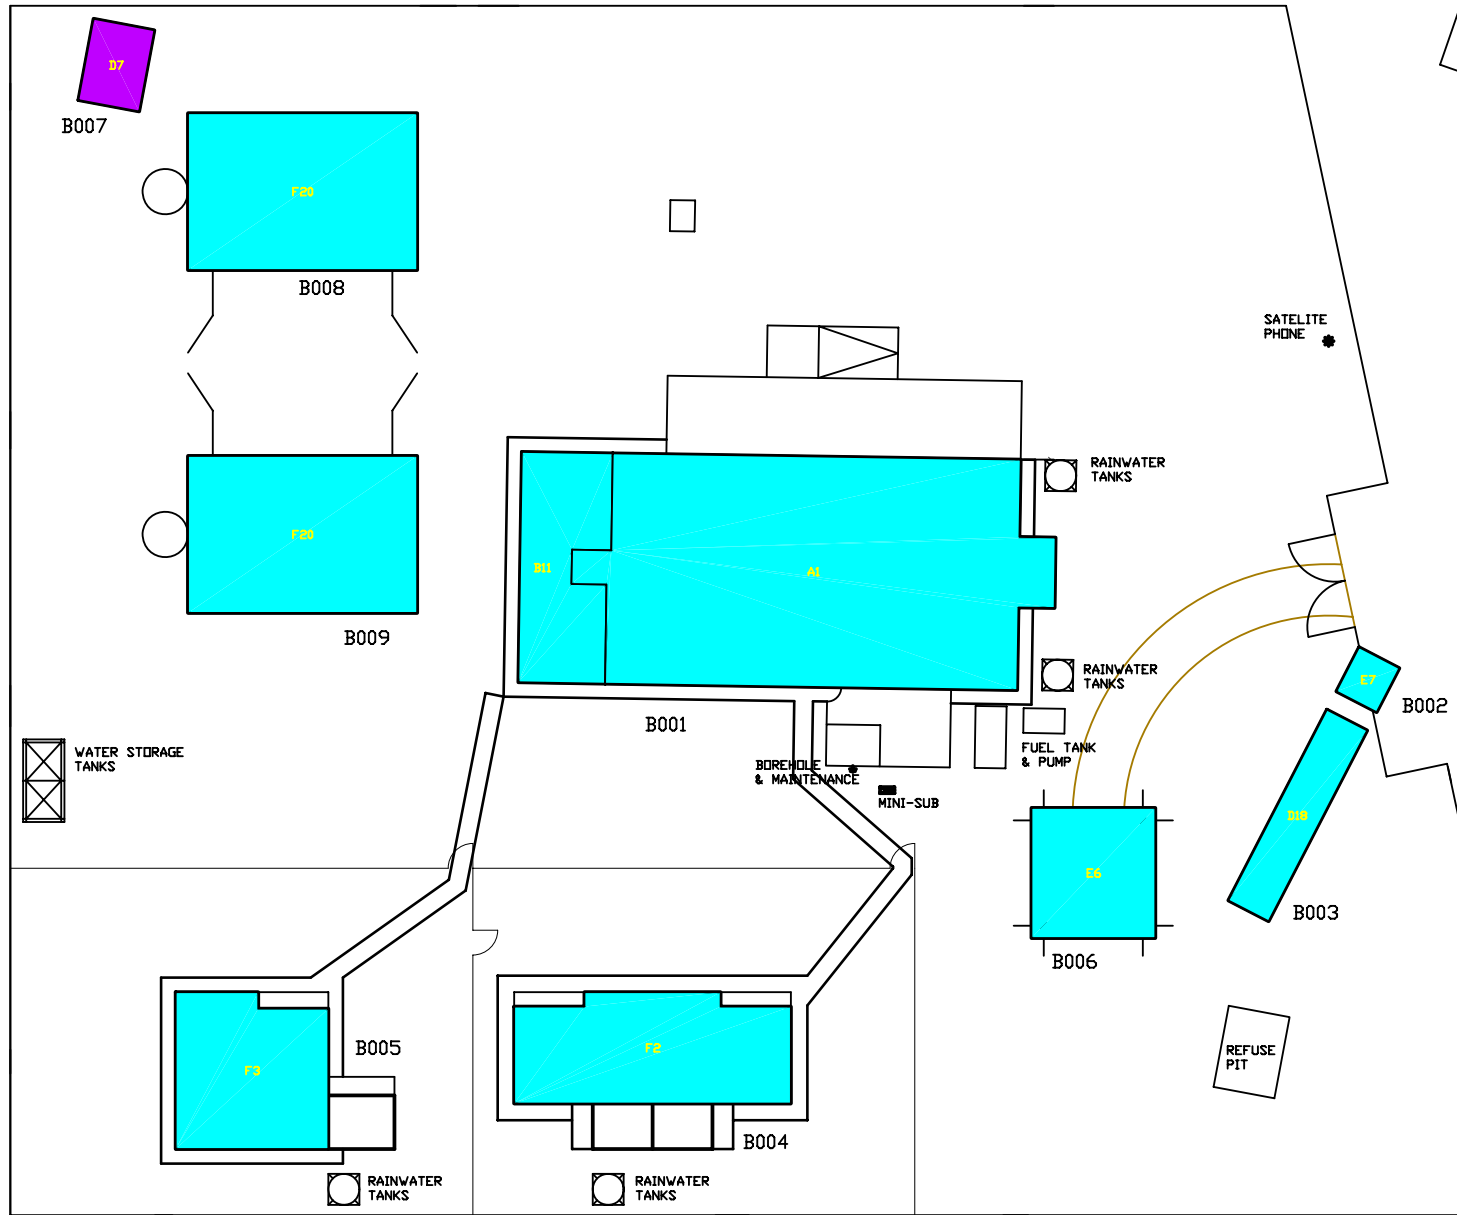 D7
B007
F20
B008
SATELITE
PHONE
RAINWATER
TANKS
F20
B11
A1
B009
RAINWATER
TANKS
E7
B002
B001
WATER STORAGE
TANKS
FUEL TANK
& PUMP
BOREHOLE
& MAINTENANCE
MINI-SUB
D18
E6
B003
B006
B005
F2
REFUSE
PIT
F3
B004
RAINWATER
TANKS
RAINWATER
TANKS